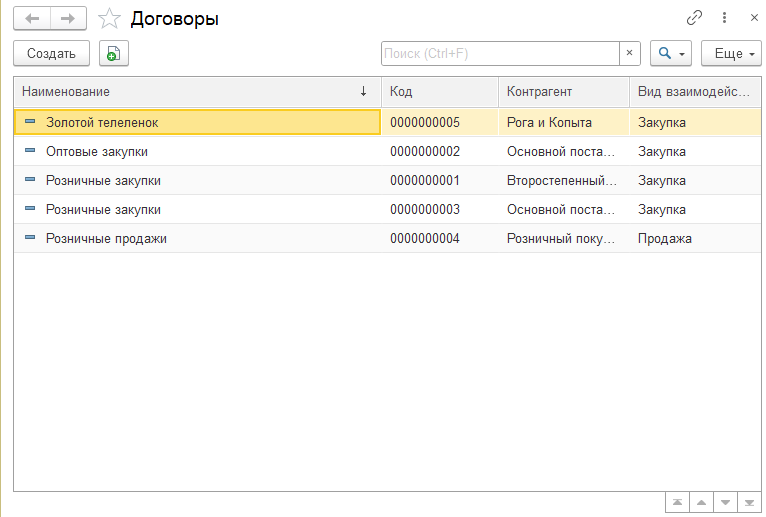 Договоры
Создать Поиск (Ctrl+F) × Еще
Наименование ↓ Код Контрагент Вид взаимодейс...
Золотой телеленок 0000000005 Рога и Копыта Закупка
Оптовые закупки 0000000002 Основной поста... Закупка
Розничные закупки 0000000001 Второстепенный... Закупка
Розничные закупки 0000000003 Основной поста... Закупка
Розничные продажи 0000000004 Розничный поку... Продажа